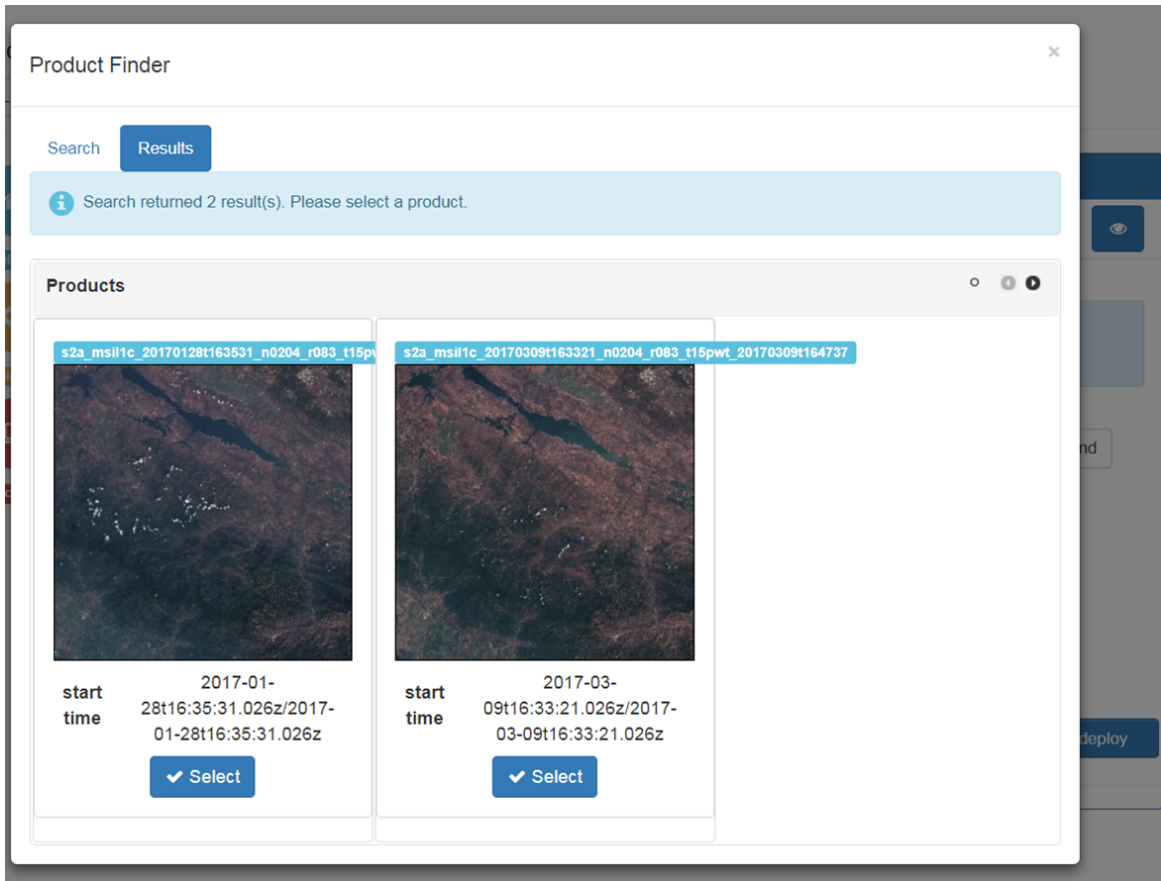 Product Finder
×
Search
Results
Search returned 2 result(s). Please select a product.
Products
s2a_msil1c_20170128t163531_n0204_r083_t15pw
s2a_msil1c_20170309t163321_n0204_r083_t15pwt_20170309t164737
start time
2017-01-
28t16:35:31.026z/2017-
01-28t16:35:31.026z
start time
2017-03-
09t16:33:21.026z/2017-
03-09t16:33:21.026z
Select
Select
nd
deploy